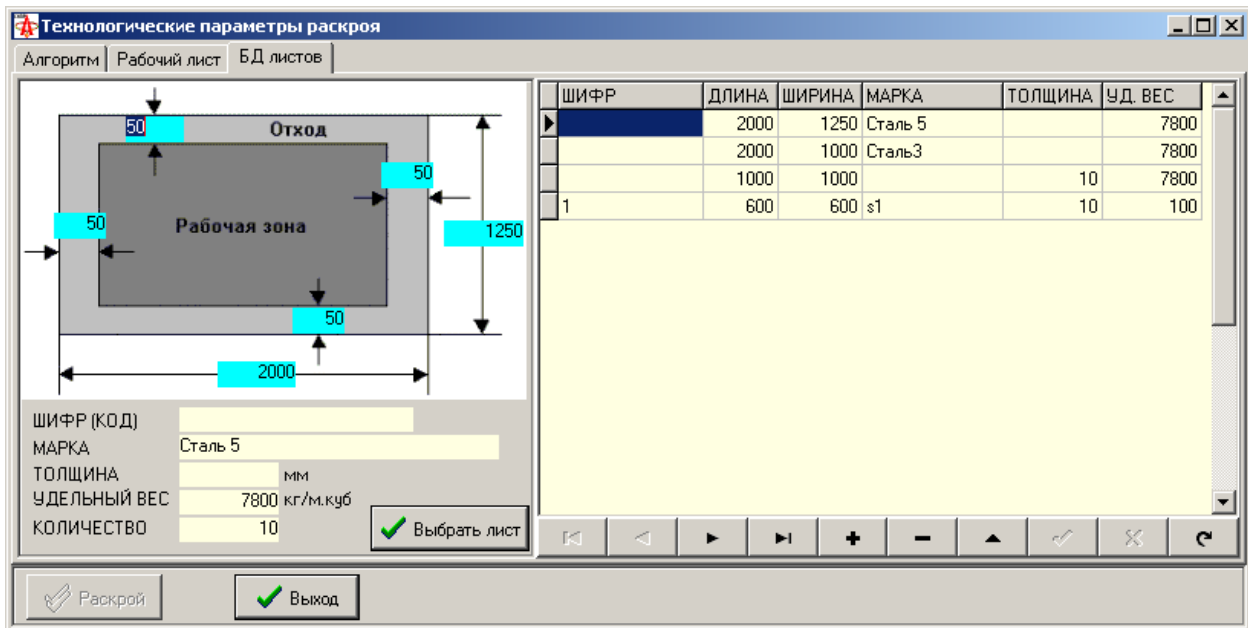 Технологические параметры раскроя
Алгоритм Рабочий лист БД листов
50 Отход
50
50 Рабочая зона 1250
50
2000
ШИФР (КОД)
МАРКА Сталь 5
ТОЛЩИНА мм
УДЕЛЬНЫЙ ВЕС 7800 кг/м.куб
КОЛИЧЕСТВО 10 Выбрать лист
ШИФР ДЛИНА ШИРИНА МАРКА ТОЛЩИНА УД. ВЕС
2000 1250 Сталь 5 7800
2000 1000 Сталь3 7800
1000 1000 10 7800
1 600 600 s1 10 100
Раскрой Выход